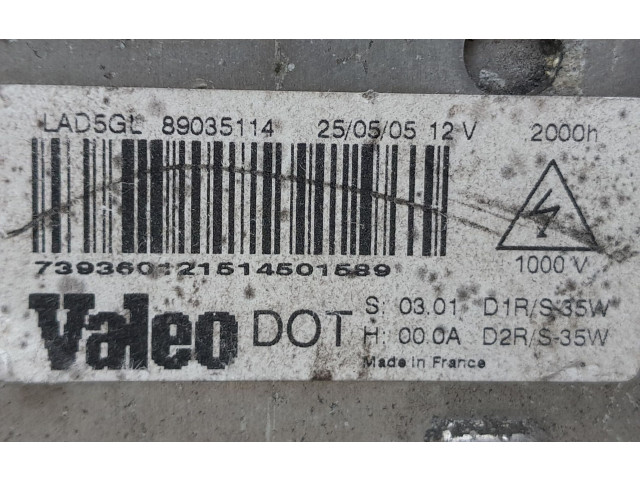 LAD5GL 89035114 25/05/05 12 V 2000h
739360121514501589
1000 V
Valeo DOT S: 03.01 D1R/S-35W
H: 00.0A D2R/S-35W
Made in France